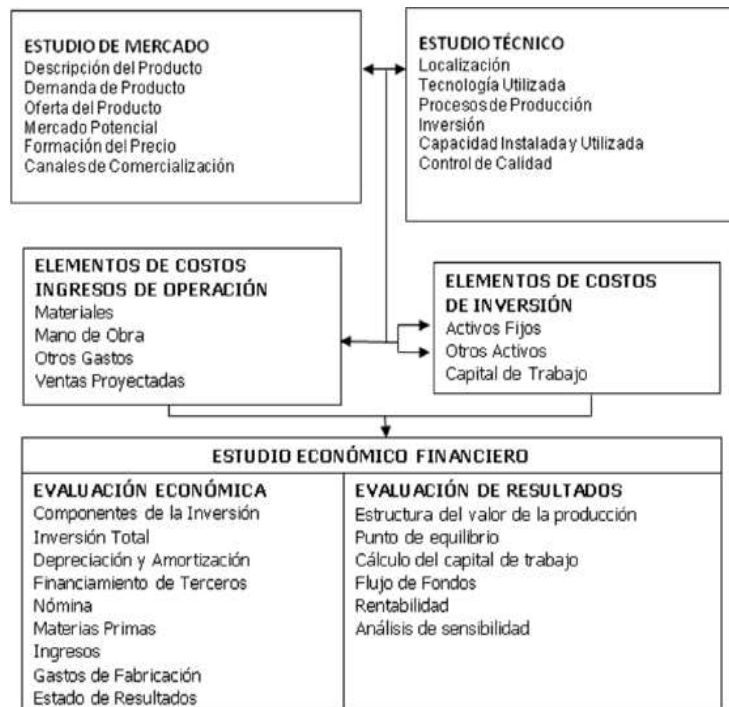 ESTUDIO DE MERCADO
Descripción del Producto
Demanda de Producto
Oferta del Producto
Mercado Potencial
Formación del Precio
Canales de Comercialización
ESTUDIO TÉCNICO
Localización
Tecnología Utilizada
Procesos de Producción
Inversión
Capacidad Instalada y Utilizada
Control de Calidad
ELEMENTOS DE COSTOS
INGRESOS DE OPERACIÓN
Materiales
Mano de Obra
Otros Gastos
Ventas Proyectadas
ELEMENTOS DE COSTOS
DE INVERSIÓN
Activos Fijos
Otros Activos
Capital de Trabajo
ESTUDIO ECONÓMICO FINANCIERO
EVALUACIÓN ECONÓMICA
Componentes de la Inversión
Inversión Total
Depreciación y Amortización
Financiamiento de Terceros
Nómina
Materias Primas
Ingresos
Gastos de Fabricación
Estado de Resultados
EVALUACIÓN DE RESULTADOS
Estructura del valor de la producción
Punto de equilibrio
Cálculo del capital de trabajo
Flujo de Fondos
Rentabilidad
Análisis de sensibilidad